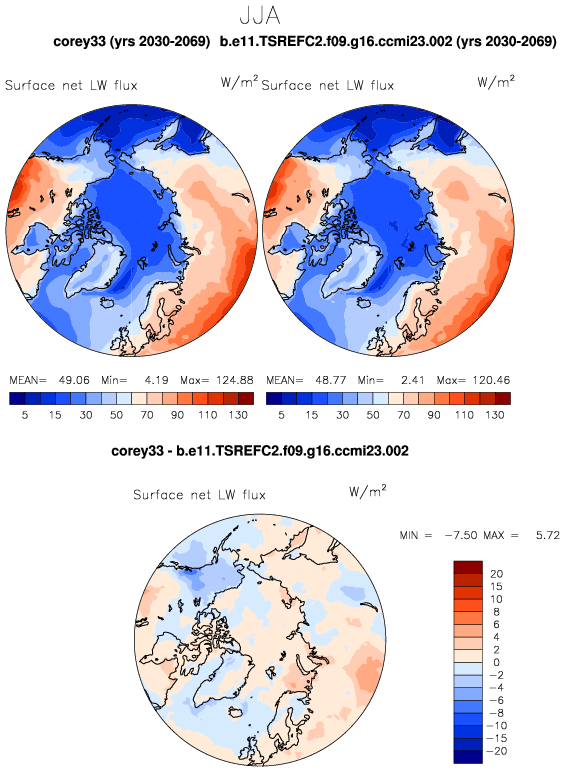 JJA
corey33 (yrs 2030-2069) b.e11.TSREFC2.f09.g16.ccmi23.002 (yrs 2030-2069)
Surface net LW flux W/m² Surface net LW flux W/m²
MEAN= 49.06 Min= 4.19 Max= 124.88 MEAN= 48.77 Min= 2.41 Max= 120.46
5 15 30 50 70 90 110 130 5 15 30 50 70 90 110 130
corey33 - b.e11.TSREFC2.f09.g16.ccmi23.002
Surface net LW flux W/m²
MIN = -7.50 MAX = 5.72
20
15
10
8
6
4
2
0
-2
-4
-6
-8
-10
-15
-20